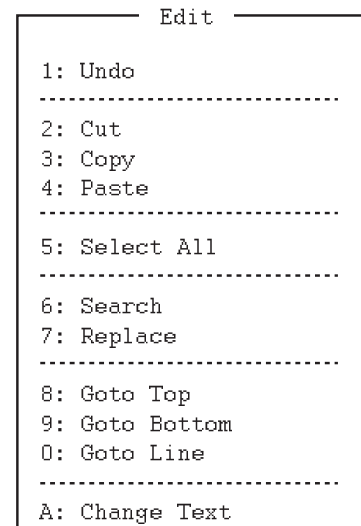 Edit
1: Undo
2: Cut
3: Copy
4: Paste
5: Select All
6: Search
7: Replace
8: Goto Top
9: Goto Bottom
0: Goto Line
A: Change Text